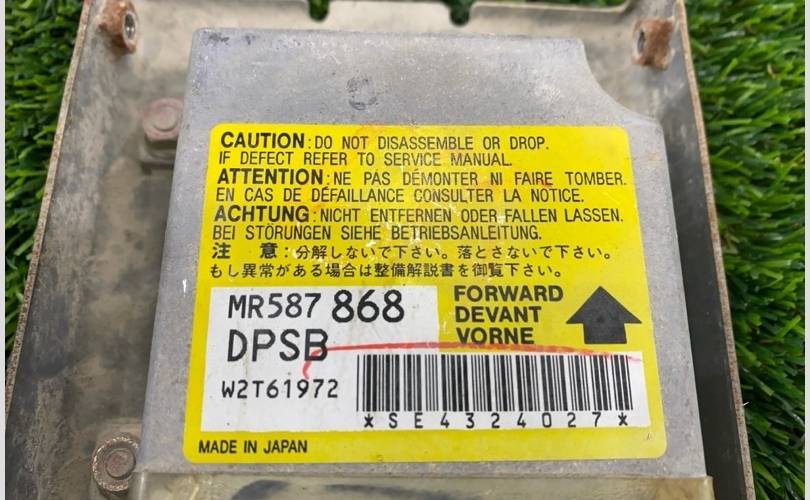 CAUTION: DO NOT DISASSEMBLE OR DROP.
IF DEFECT REFER TO SERVICE MANUAL.
ATTENTION: NE PAS DÉMONTER NI FAIRE TOMBER.
EN CAS DE DÉFAILLANCE CONSULTER LA NOTICE.
ACHTUNG: NICHT ENTFERNEN ODER FALLEN LASSEN.
BEI STÖRUNGEN SIEHE BETRIEBSANLEITUNG.
注 意：分解しないで下さい。落とさないで下さい。
もし異常がある場合は整備解説書を御覧下さい。
MR587 868
DPSB
FORWARD
DEVANT
VORNE
W2T61972
*SE4324027*
MADE IN JAPAN